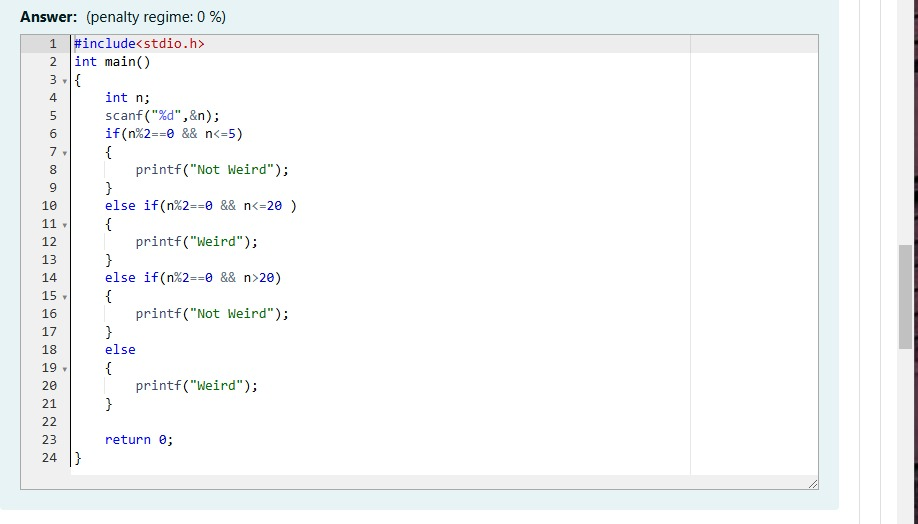 Answer: (penalty regime: 0 %)
1 #include<stdio.h>
2 int main()
3 {
4     int n;
5     scanf("%d",&n);
6     if(n%2==0 && n<=5)
7     {
8         printf("Not Weird");
9     }
10     else if(n%2==0 && n<=20 )
11     {
12         printf("Weird");
13     }
14     else if(n%2==0 && n>20)
15     {
16         printf("Not Weird");
17     }
18     else
19     {
20         printf("Weird");
21     }
22
23     return 0;
24 }